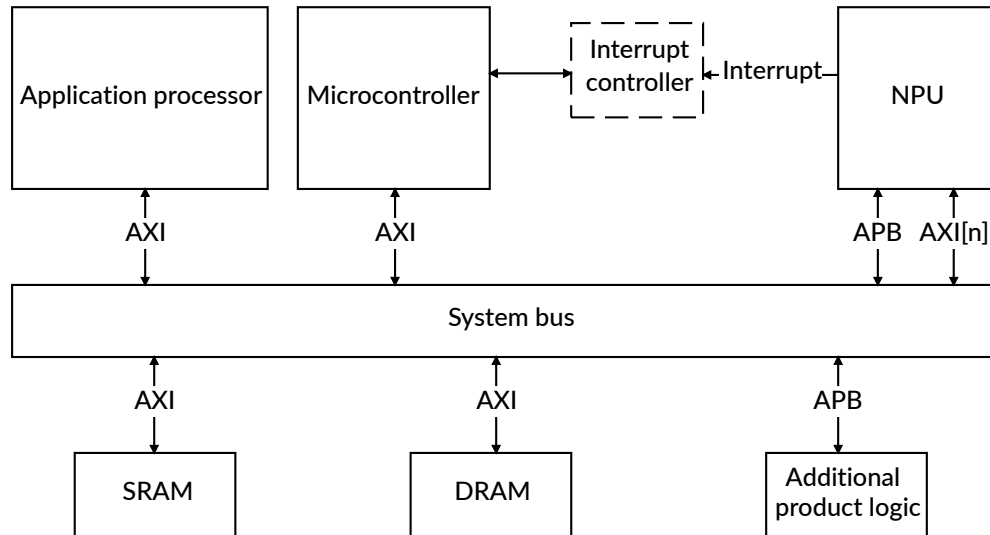 Application processor
Microcontroller
Interrupt
controller
Interrupt
NPU
AXI
AXI
APB
AXI[n]
System bus
AXI
AXI
APB
SRAM
DRAM
Additional
product logic